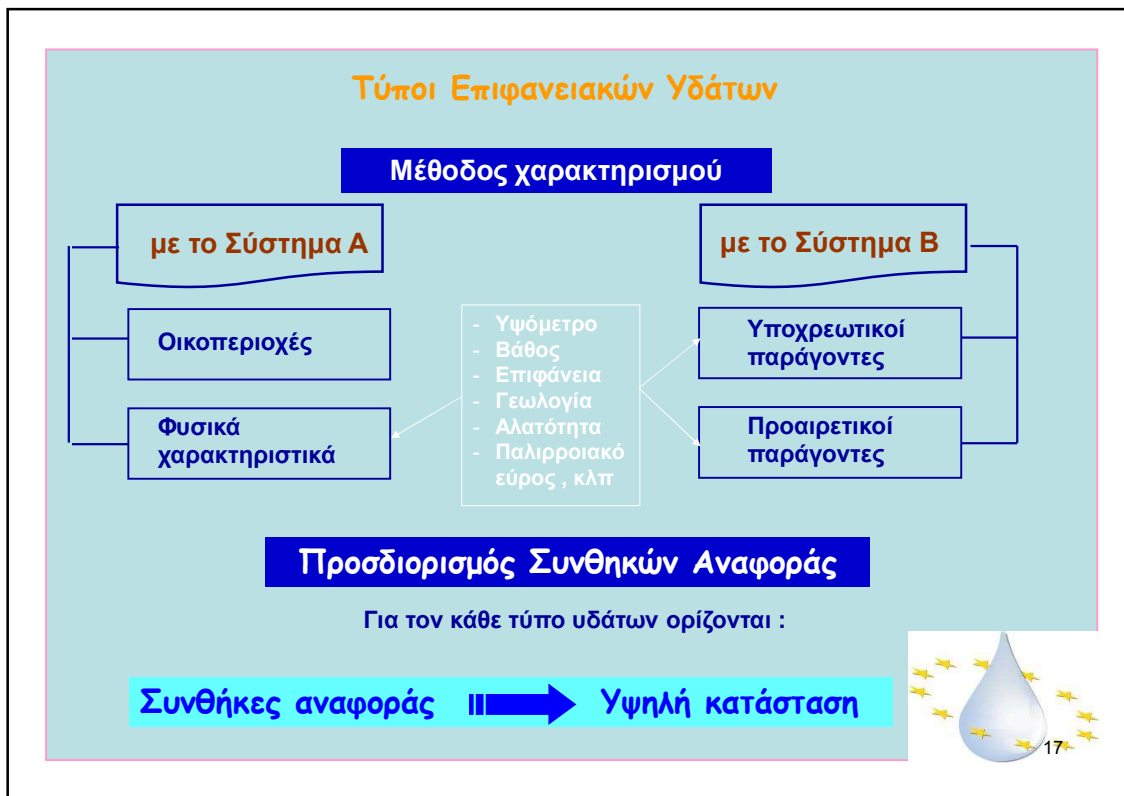 Τύποι Επιφανειακών Υδάτων
Μέθοδος χαρακτηρισμού
με το Σύστημα Α
με το Σύστημα Β
Οικοπεριοχές
Φυσικά
χαρακτηριστικά
- Υψόμετρο
- Βάθος
- Επιφάνεια
- Γεωλογία
- Αλατότητα
- Παλιρροιακό
εύρος , κλπ
Υποχρεωτικοί
παράγοντες
Προαιρετικοί
παράγοντες
Προσδιορισμός Συνθηκών Αναφοράς
Για τον κάθε τύπο υδάτων ορίζονται :
Συνθήκες αναφοράς
Υψηλή κατάσταση
17